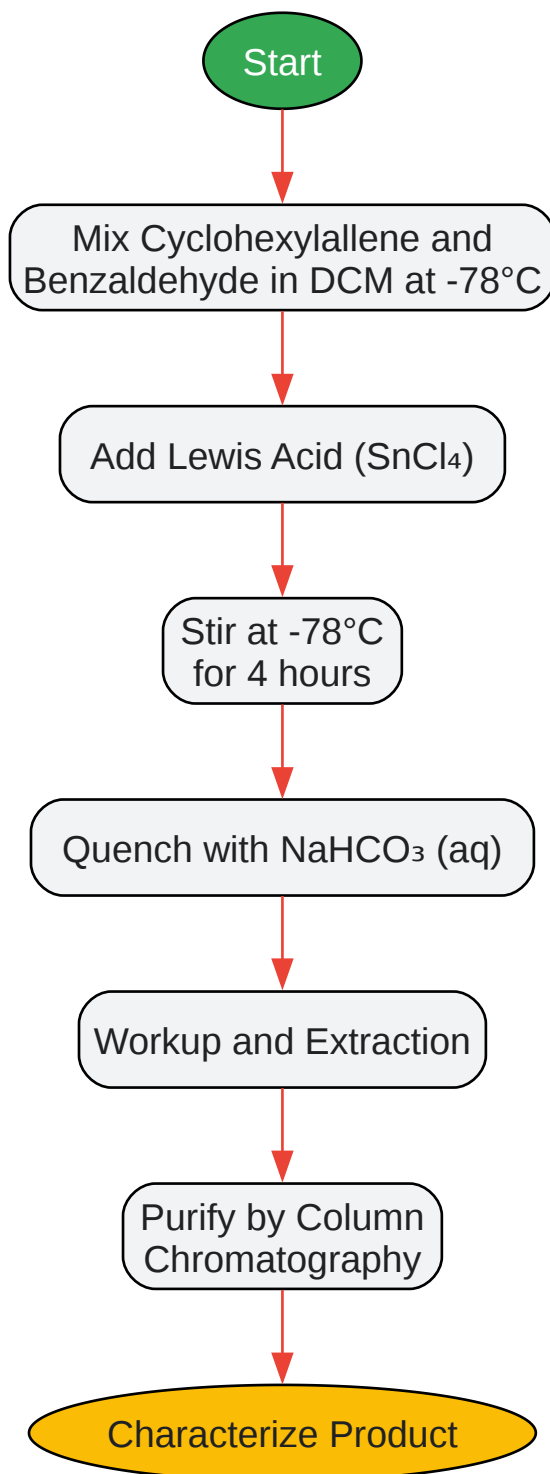 Start
Mix Cyclohexylallene and
Benzaldehyde in DCM at -78°C
Add Lewis Acid (SnCl₄)
Stir at -78°C
for 4 hours
Quench with NaHCO₃ (aq)
Workup and Extraction
Purify by Column
Chromatography
Characterize Product